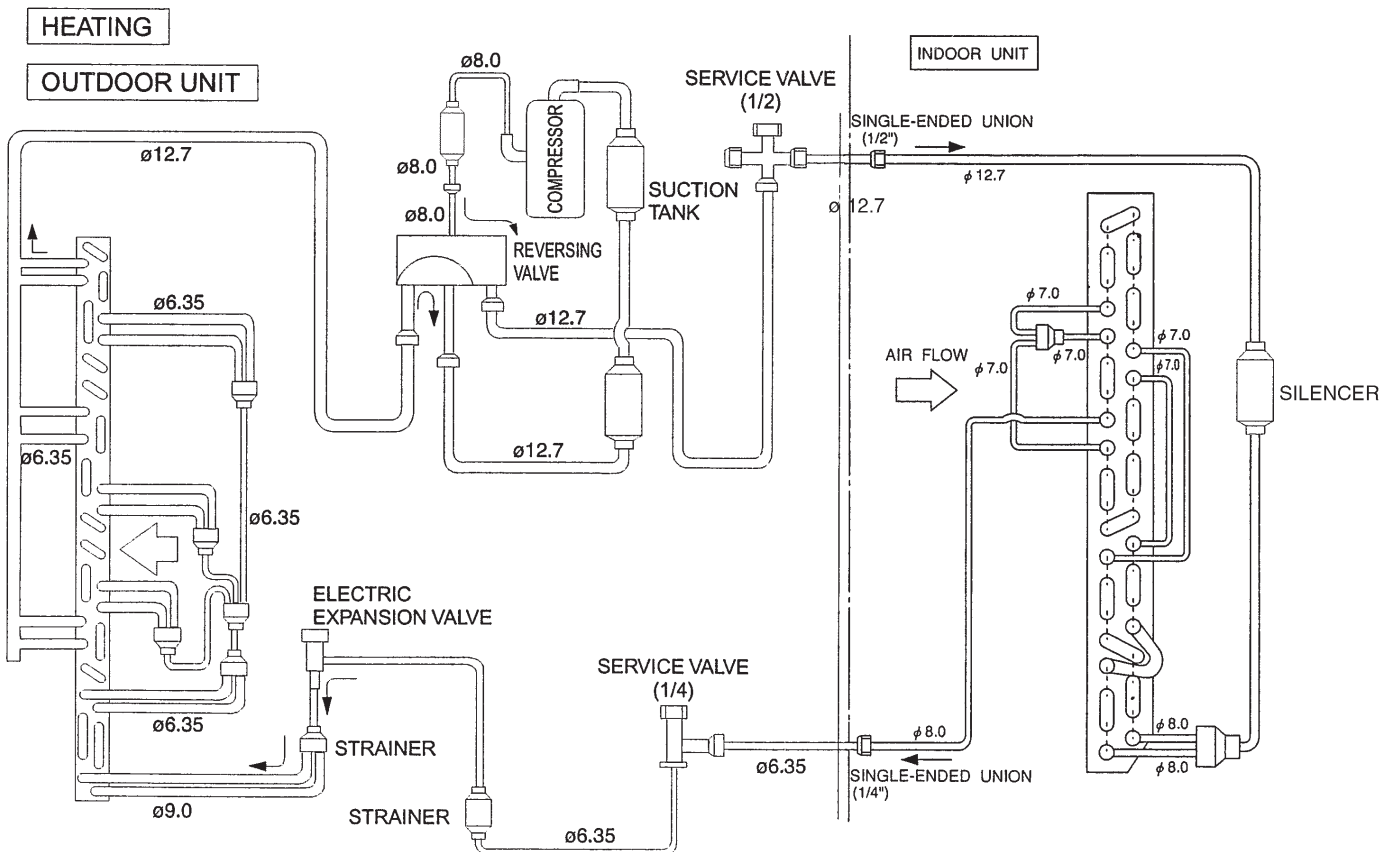 HEATING
OUTDOOR UNIT
INDOOR UNIT
ø8.0
SERVICE VALVE
(1/2)
COMPRESSOR
SINGLE-ENDED UNION
(1/2")
ø12.7
ø8.0
φ 12.7
SUCTION
TANK
ø 12.7
ø8.0
REVERSING
VALVE
ø6.35
ø12.7
φ 7.0
φ 7.0
φ 7.0
φ 7.0
φ 7.0
AIR FLOW
SILENCER
ø6.35
ø12.7
ø6.35
ELECTRIC
EXPANSION VALVE
SERVICE VALVE
(1/4)
ø6.35
STRAINER
φ 8.0
φ 8.0
ø6.35
φ 8.0
SINGLE-ENDED UNION
(1/4")
ø9.0
STRAINER
ø6.35